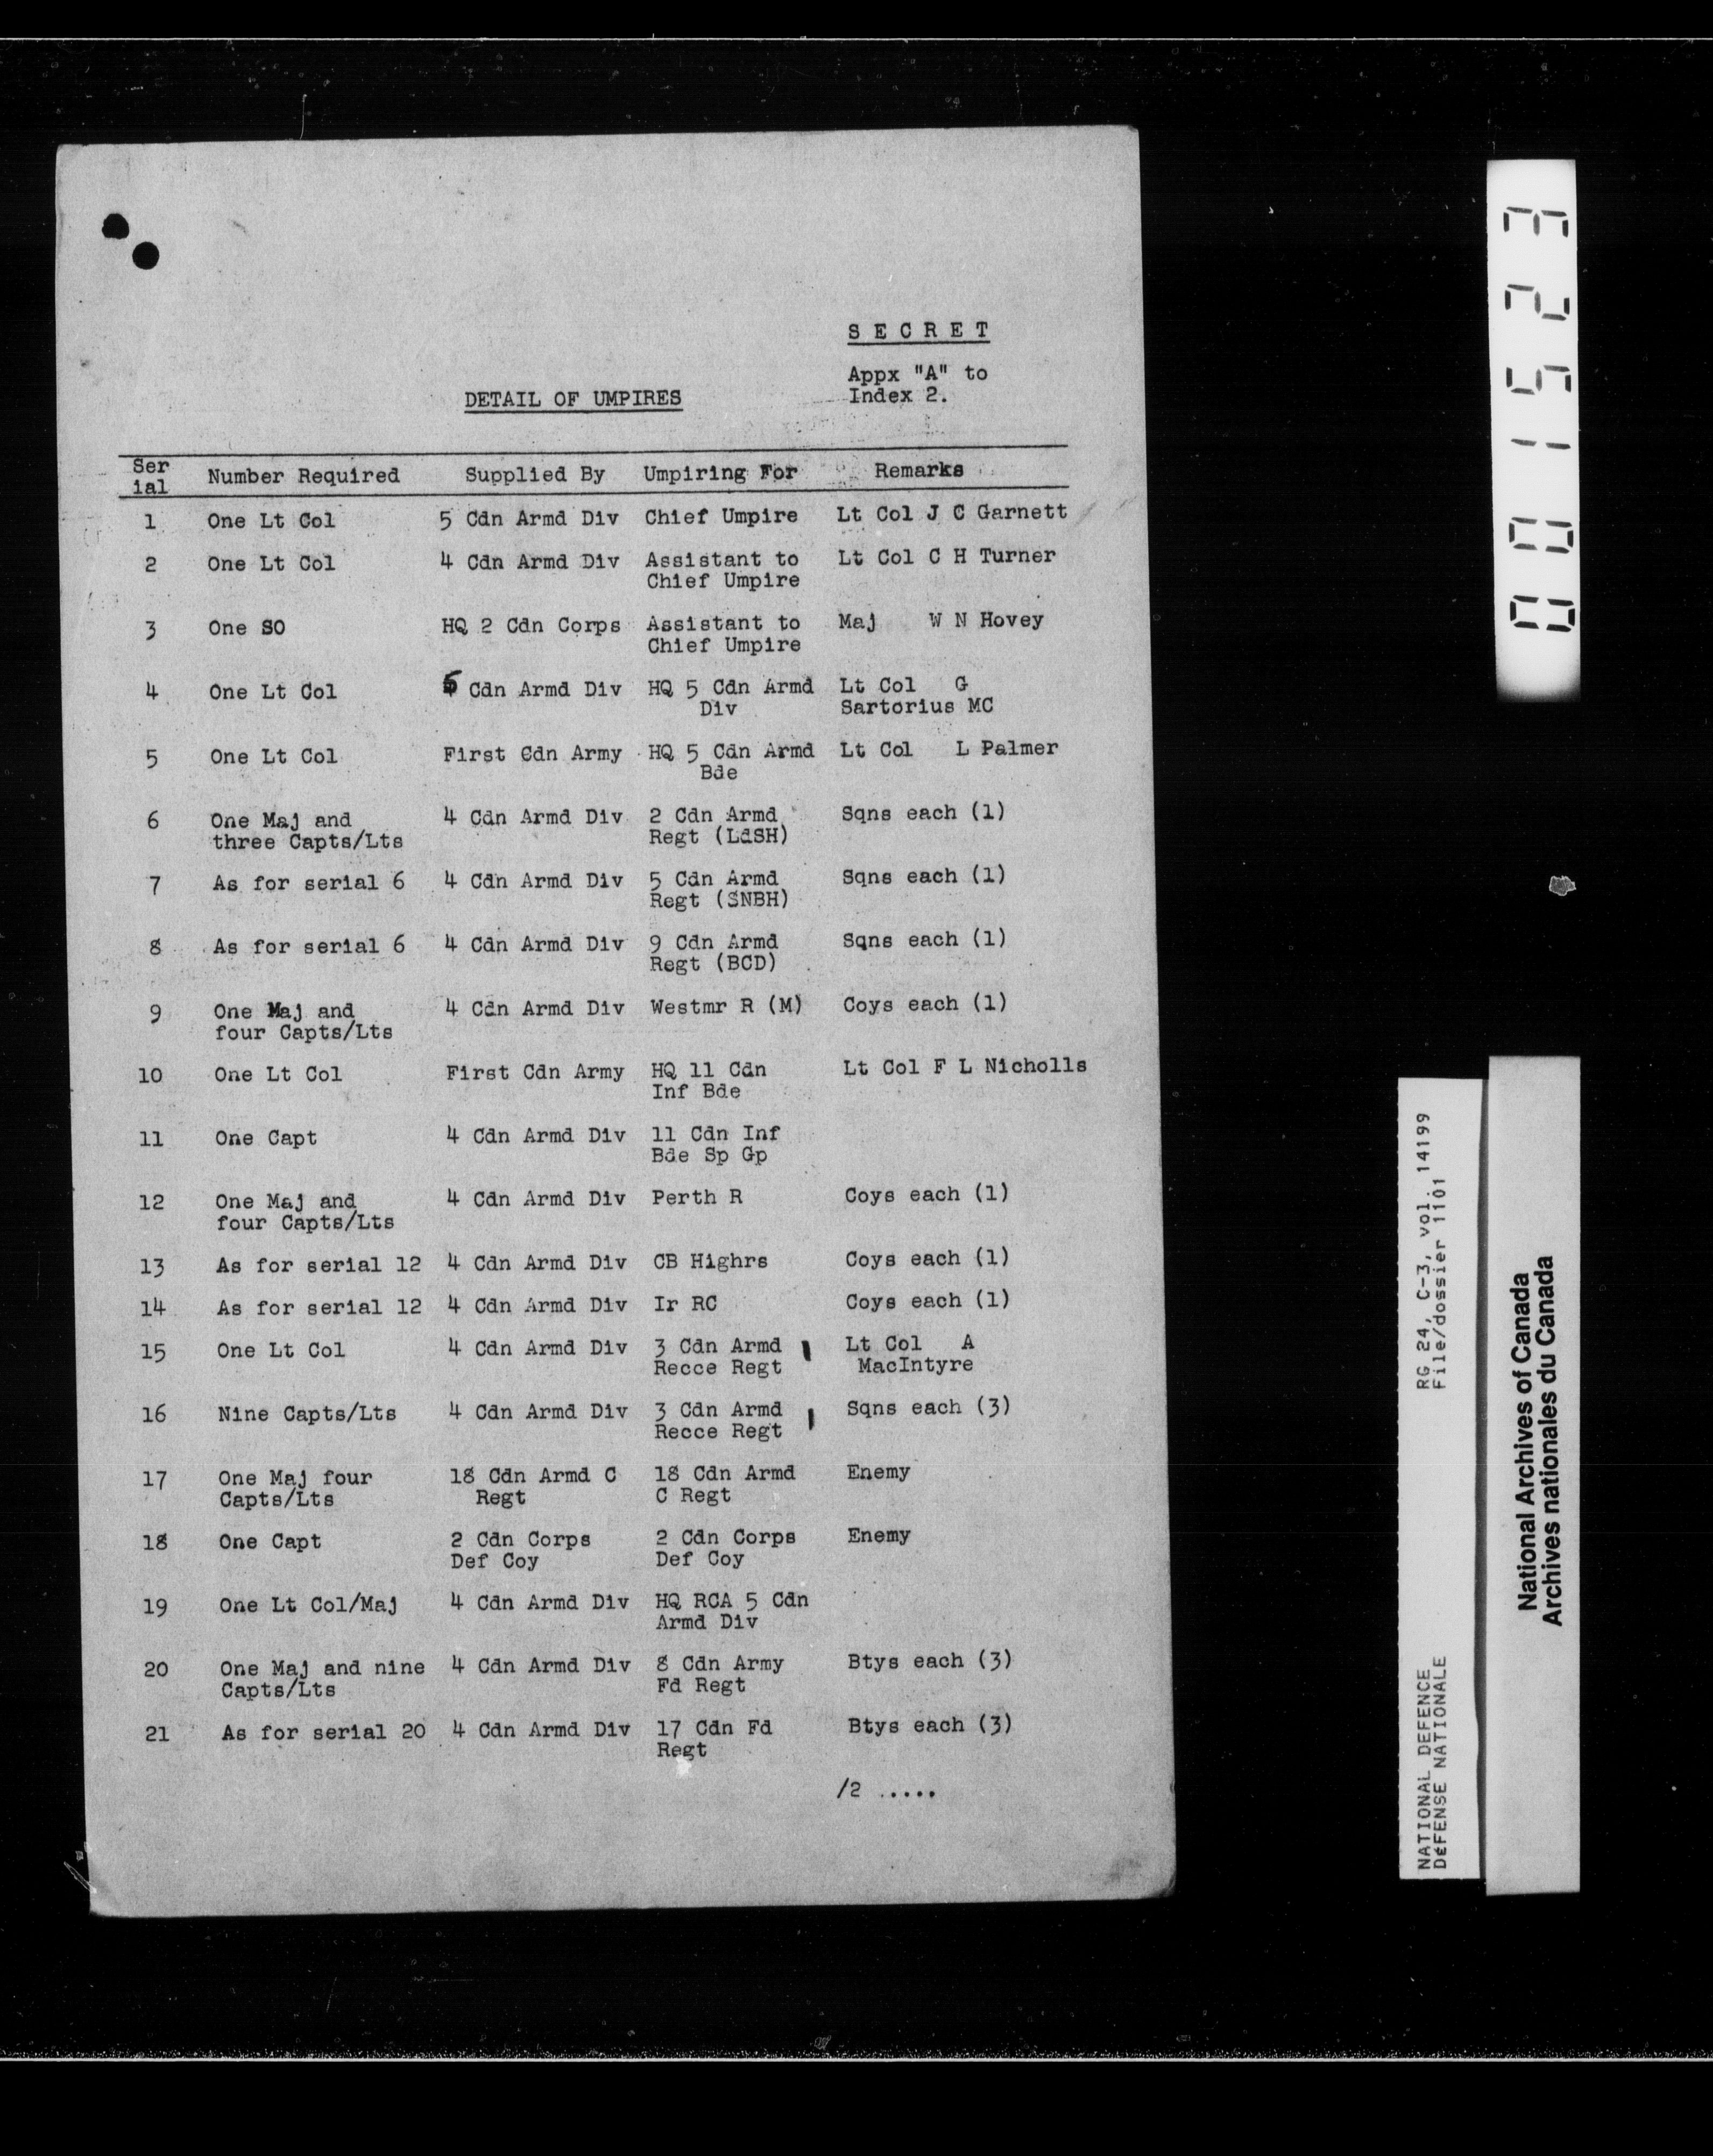 S E C R E T
Appx "A" to
Index 2.
DETAIL OF UMPIRES
Ser
ial Number Required Supplied By Umpiring For Remarks
1 One Lt Col 5 Cdn Armd Div Chief Umpire Lt Col J C Garnett
2 One Lt Col 4 Cdn Armd Div Assistant to Lt Col C H Turner
Chief Umpire
3 One SO HQ 2 Cdn Corps Assistant to Maj W N Hovey
Chief Umpire
4 One Lt Col Cdn Armd Div HQ 5 Cdn Armd Lt Col G
Div Sartorius MC
5 One Lt Col First Cdn Army HQ 5 Cdn Armd Lt Col L Palmer
Bde
6 One Maj and 4 Cdn Armd Div 2 Cdn Armd Sqns each (1)
three Capts/Lts Regt (LdSH)
7 As for serial 6 4 Cdn Armd Div 5 Cdn Armd Sqns each (1)
Regt (SNBH)
8 As for serial 6 4 Cdn Armd Div 9 Cdn Armd Sqns each (1)
Regt (BCD)
9 One Maj and 4 Cdn Armd Div Westmr R (M) Coys each (1)
four Capts/Lts
10 One Lt Col First Cdn Army HQ 11 Cdn Lt Col F L Nicholls
Inf Bde
11 One Capt 4 Cdn Armd Div 11 Cdn Inf
Bde Sp Gp
12 One Maj and 4 Cdn Armd Div Perth R Coys each (1)
four Capts/Lts
13 As for serial 12 4 Cdn Armd Div CB Highrs Coys each (1)
14 As for serial 12 4 Cdn Armd Div Ir RC Coys each (1)
15 One Lt Col 4 Cdn Armd Div 3 Cdn Armd Lt Col A
Recce Regt MacIntyre
16 Nine Capts/Lts 4 Cdn Armd Div 3 Cdn Armd Sqns each (3)
Recce Regt
17 One Maj four 18 Cdn Armd C 18 Cdn Armd Enemy
Capts/Lts Regt C Regt
18 One Capt 2 Cdn Corps 2 Cdn Corps Enemy
Def Coy Def Coy
19 One Lt Col/Maj 4 Cdn Armd Div HQ RCA 5 Cdn
Armd Div
20 One Maj and nine 4 Cdn Armd Div 8 Cdn Army Btys each (3)
Capts/Lts Fd Regt
21 As for serial 20 4 Cdn Armd Div 17 Cdn Fd Btys each (3)
Regt
/2 .....
001523
NATIONAL DEFENCE RG 24, C-3, vol. 14199
DÉFENSE NATIONALE File/dossier 1101
National Archives of Canada
Archives nationales du Canada